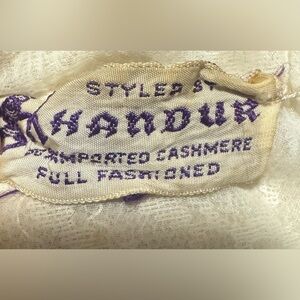 STYLED BY
HANDUR
IMPORTED CASHMERE
FULL FASHIONED